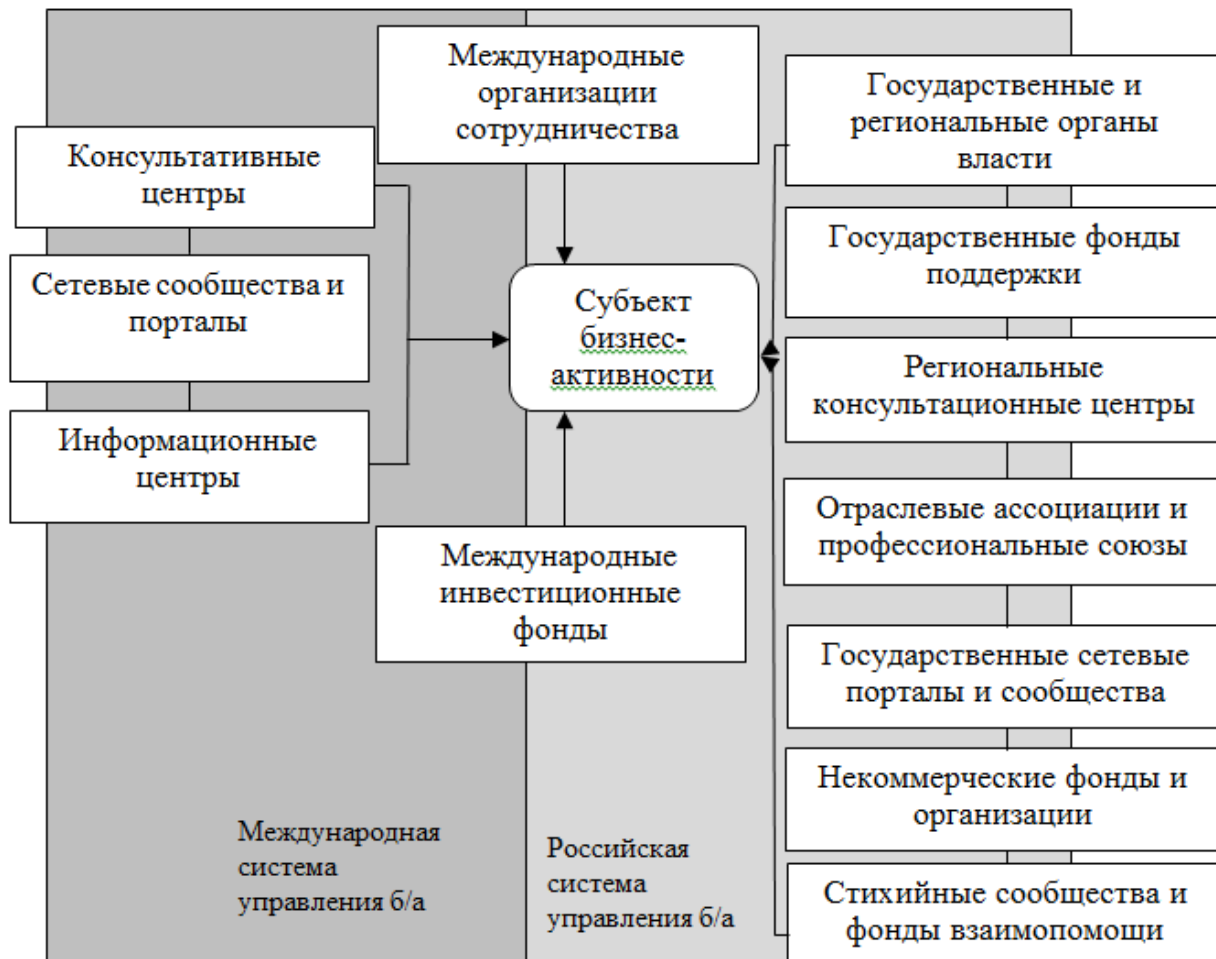 Международные
организации
сотрудничества
Консультативные
центры
Сетевые сообщества и
порталы
Информационные
центры
Субъект
бизнес-
активности
Международные
инвестиционные
фонды
Государственные и
региональные органы
власти
Государственные фонды
поддержки
Региональные
консультационные центры
Отраслевые ассоциации и
профессиональные союзы
Государственные сетевые
порталы и сообщества
Некоммерческие фонды и
организации
Стихийные сообщества и
фонды взаимопомощи
Международная
система
управления б/а
Российская
система
управления б/а